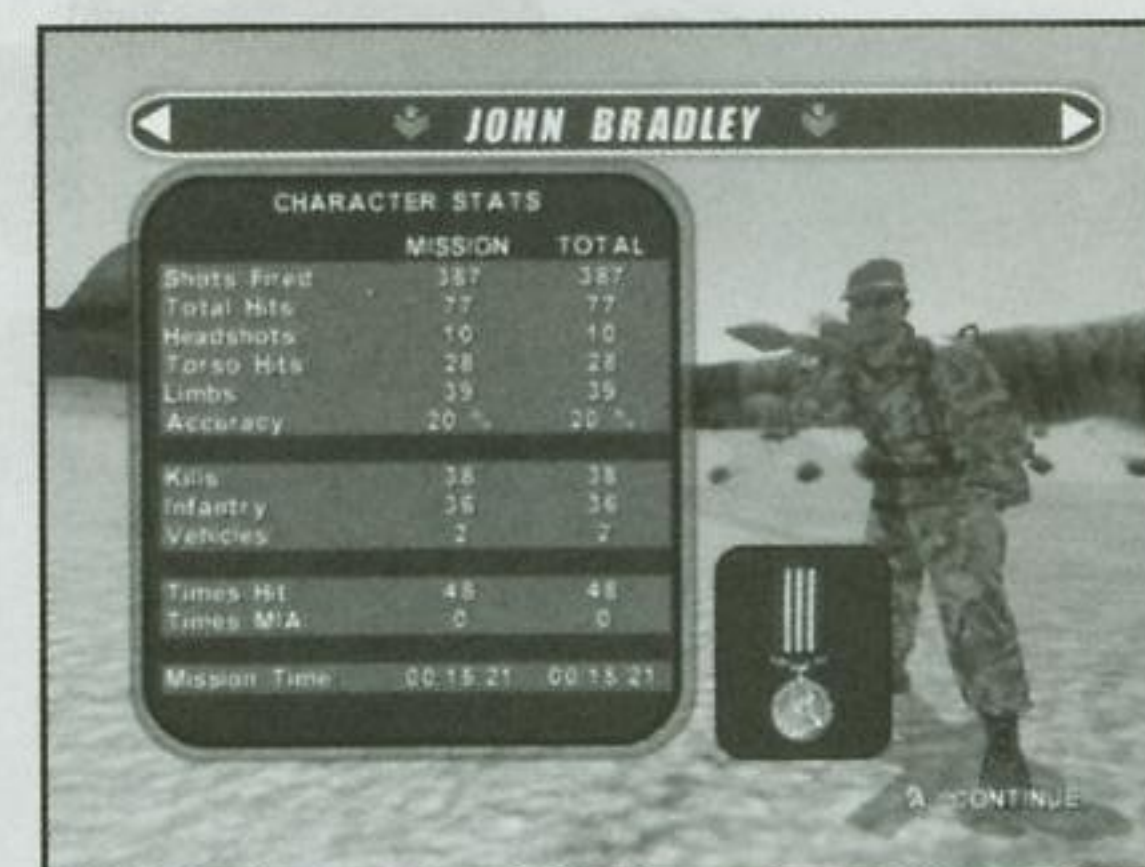 JOHN BRADLEY
CHARACTER STATS
MISSION TOTAL
Shots Fired 387 387
Total Hits 77 77
Headshots 10 10
Torso Hits 28 28
Limbs 39 39
Accuracy 20 % 20 %
Kills 38 38
Infantry 36 36
Vehicles 2 2
Times Hit 48 48
Times MIA 0 0
Mission Time 00:15:21 00:15:21
A CONTINUE